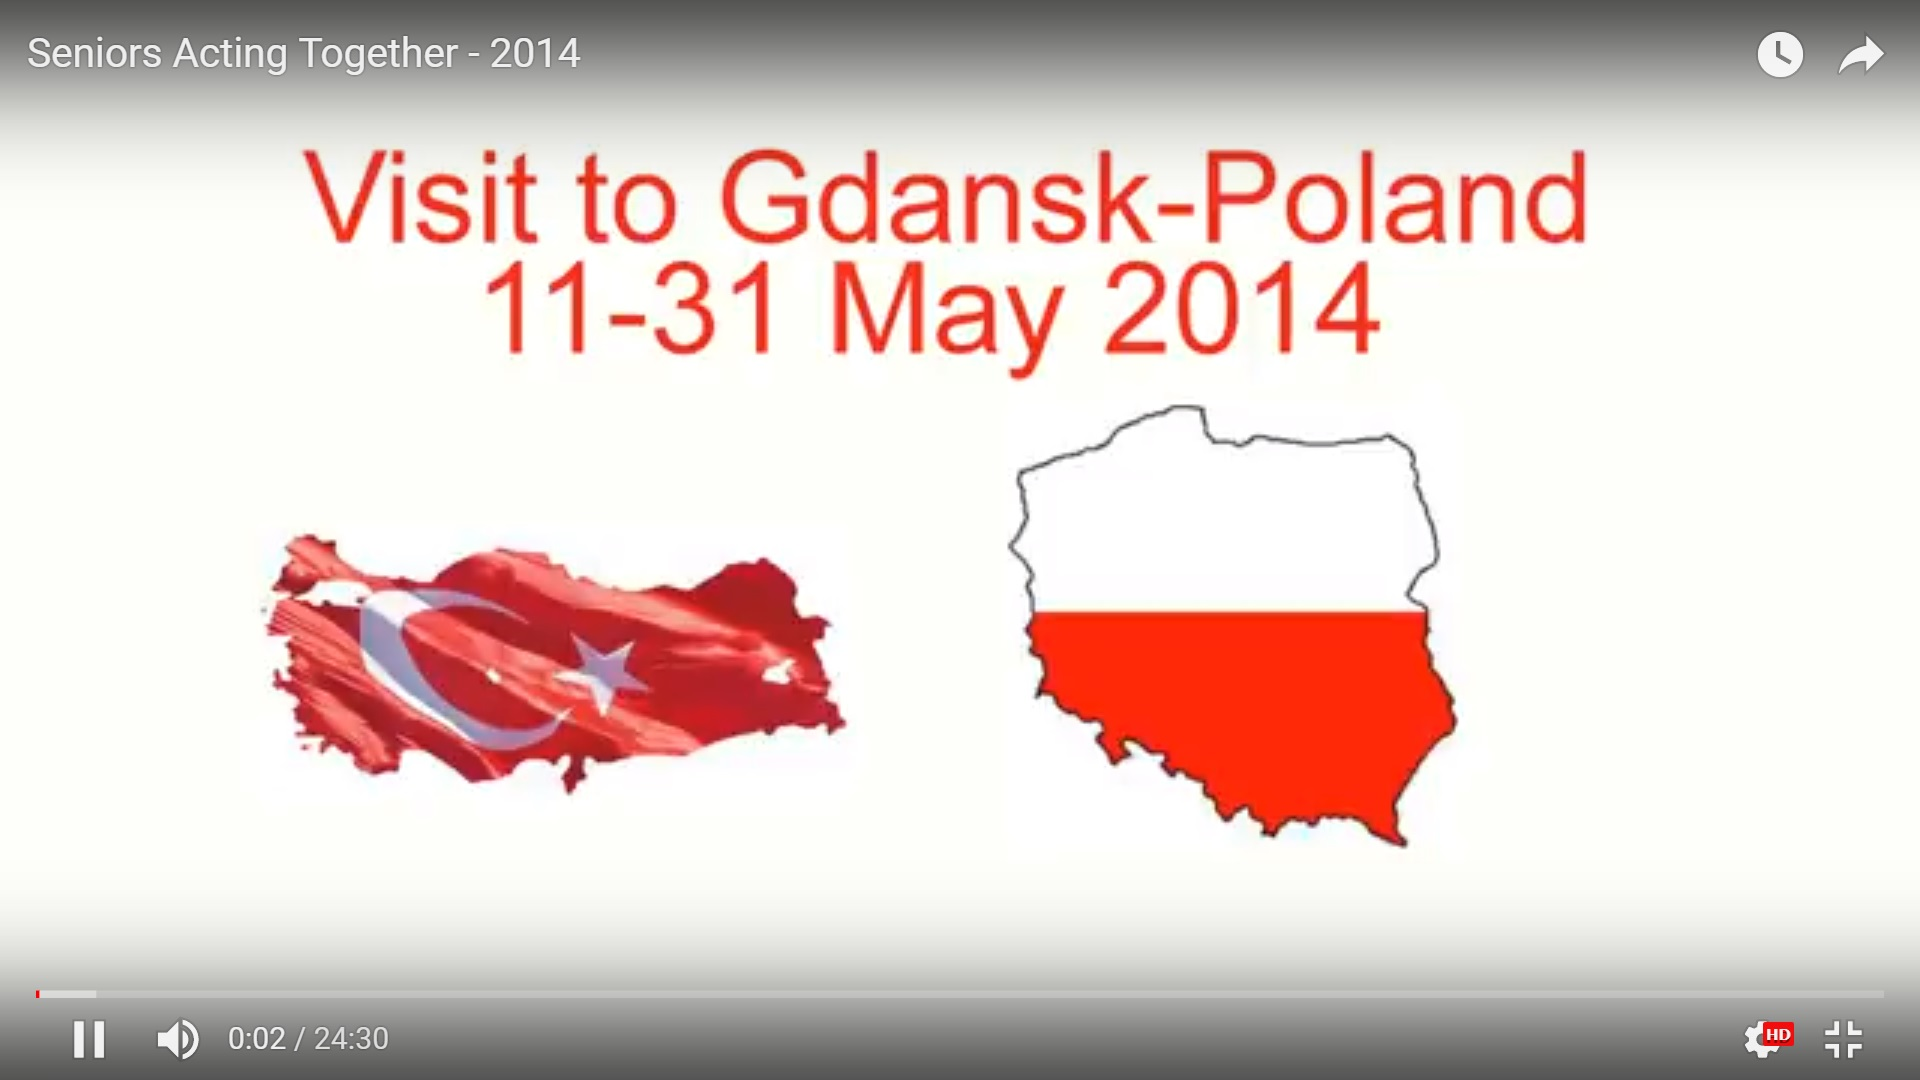 Seniors Acting Together - 2014
Visit to Gdansk-Poland
11-31 May 2014
0:02 / 24:30
HD